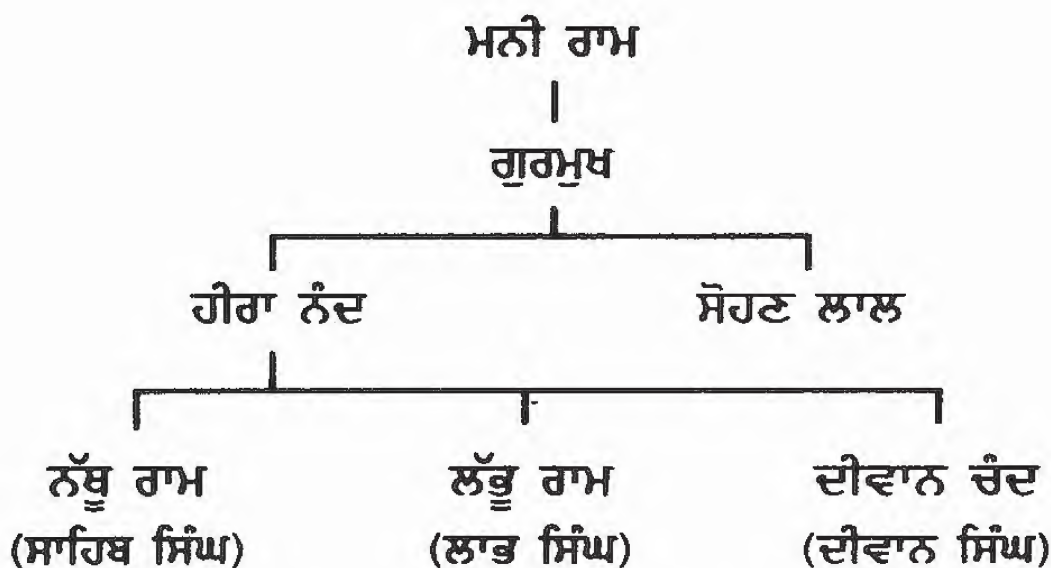 ਮਨੀ ਰਾਮ
ਗੁਰਮੁਖ
ਹੀਰਾ ਨੰਦ ਸੋਹਣ ਲਾਲ
ਨੱਥੂ ਰਾਮ ਲੱਭੂ ਰਾਮ ਦੀਵਾਨ ਚੰਦ
(ਸਾਹਿਬ ਸਿੰਘ) (ਲਾਭ ਸਿੰਘ) (ਦੀਵਾਨ ਸਿੰਘ)